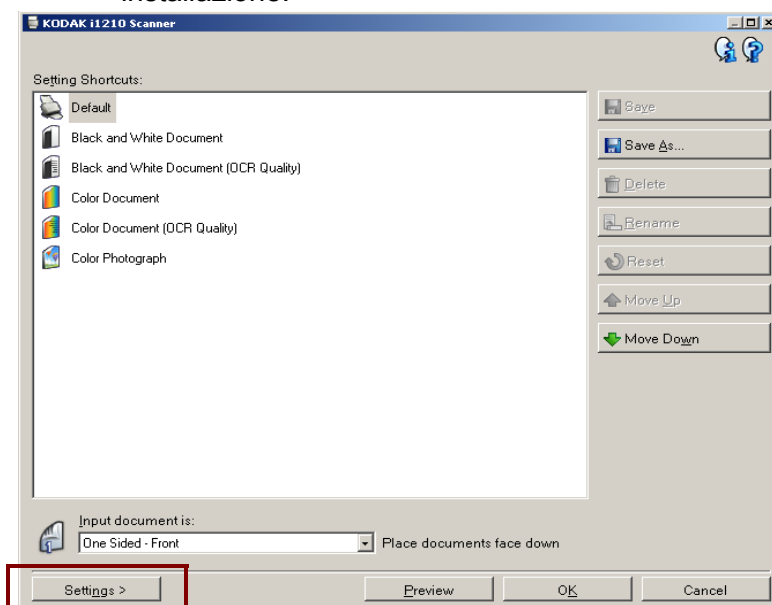 installazione.
KODAK i1210 Scanner
Setting Shortcuts:
Default
Black and White Document
Black and White Document (OCR Quality)
Color Document
Color Document (OCR Quality)
Color Photograph
Save
Save As...
Delete
Rename
Reset
Move Up
Move Down
Input document is:
One Sided - Front
Place documents face down
Settings >
Preview
OK
Cancel